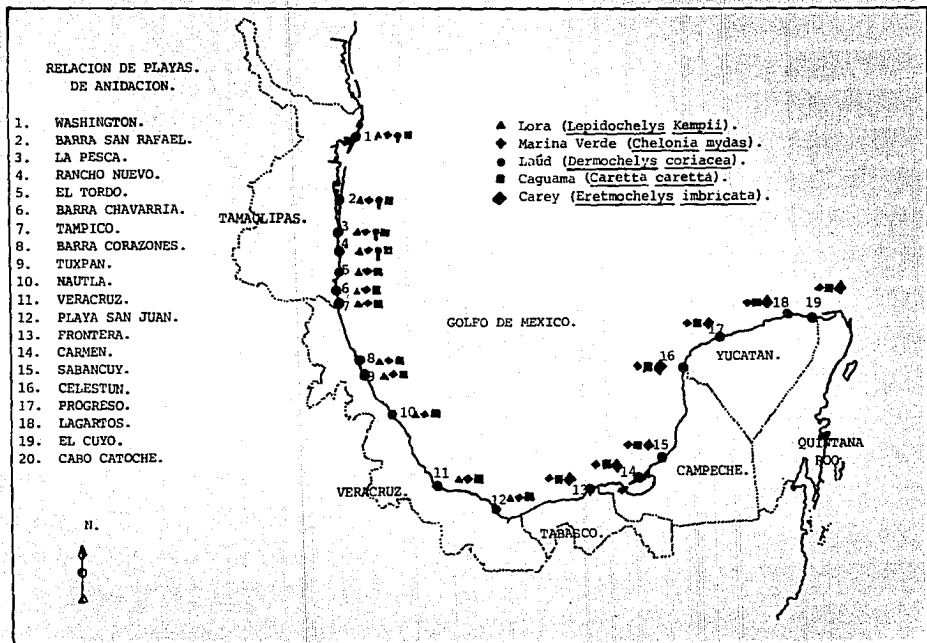 RELACION DE PLAYAS.
DE ANIDACION.
1. WASHINGTON.
2. BARRA SAN RAFAEL.
3. LA PESCA.
4. RANCHO NUEVO.
5. EL TORDO.
6. BARRA CHAVARRIA.
7. TAMPICO.
8. BARRA CORAZONES.
9. TUXPAN.
10. NAUTLA.
11. VERACRUZ.
12. PLAYA SAN JUAN.
13. FRONTERA.
14. CARMEN.
15. SABANCUY.
16. CELESTUN.
17. PROGRESO.
18. LAGARTOS.
19. EL CUYO.
20. CABO CATOCHE.
N.
Lora (Lepidochelys Kempii).
Marina Verde (Chelonia mydas).
Laúd (Dermochelys coriacea).
Caguama (Caretta caretta).
Carey (Eretmochelys imbricata).
1
2
TAMAULIPAS.
3
4
5
6
7
GOLFO DE MEXICO.
8
9
10
11
12
13
14
15
16
17
18
19
VERACRUZ.
TABASCO.
CAMPECHE.
YUCATAN.
QUINTANA
ROO.